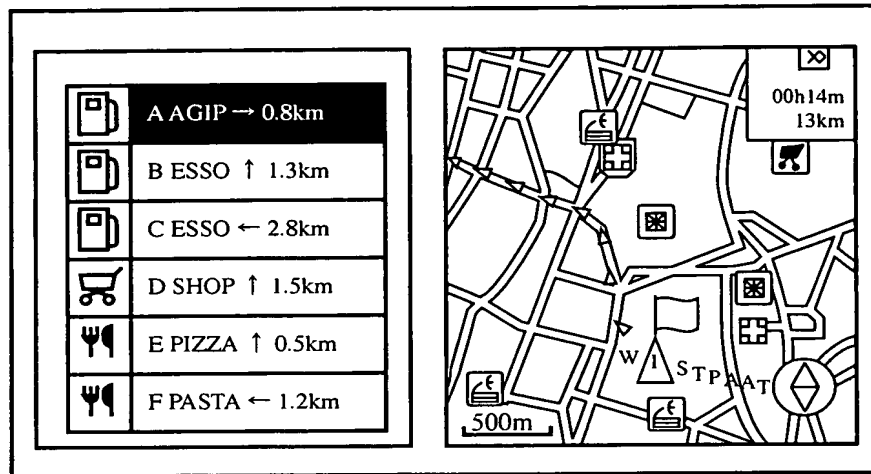 A AGIP → 0.8km
B ESSO ↑ 1.3km
C ESSO ← 2.8km
D SHOP ↑ 1.5km
E PIZZA ↑ 0.5km
F PASTA ← 1.2km
00h14m
13km
W 1 STPAAT
500m